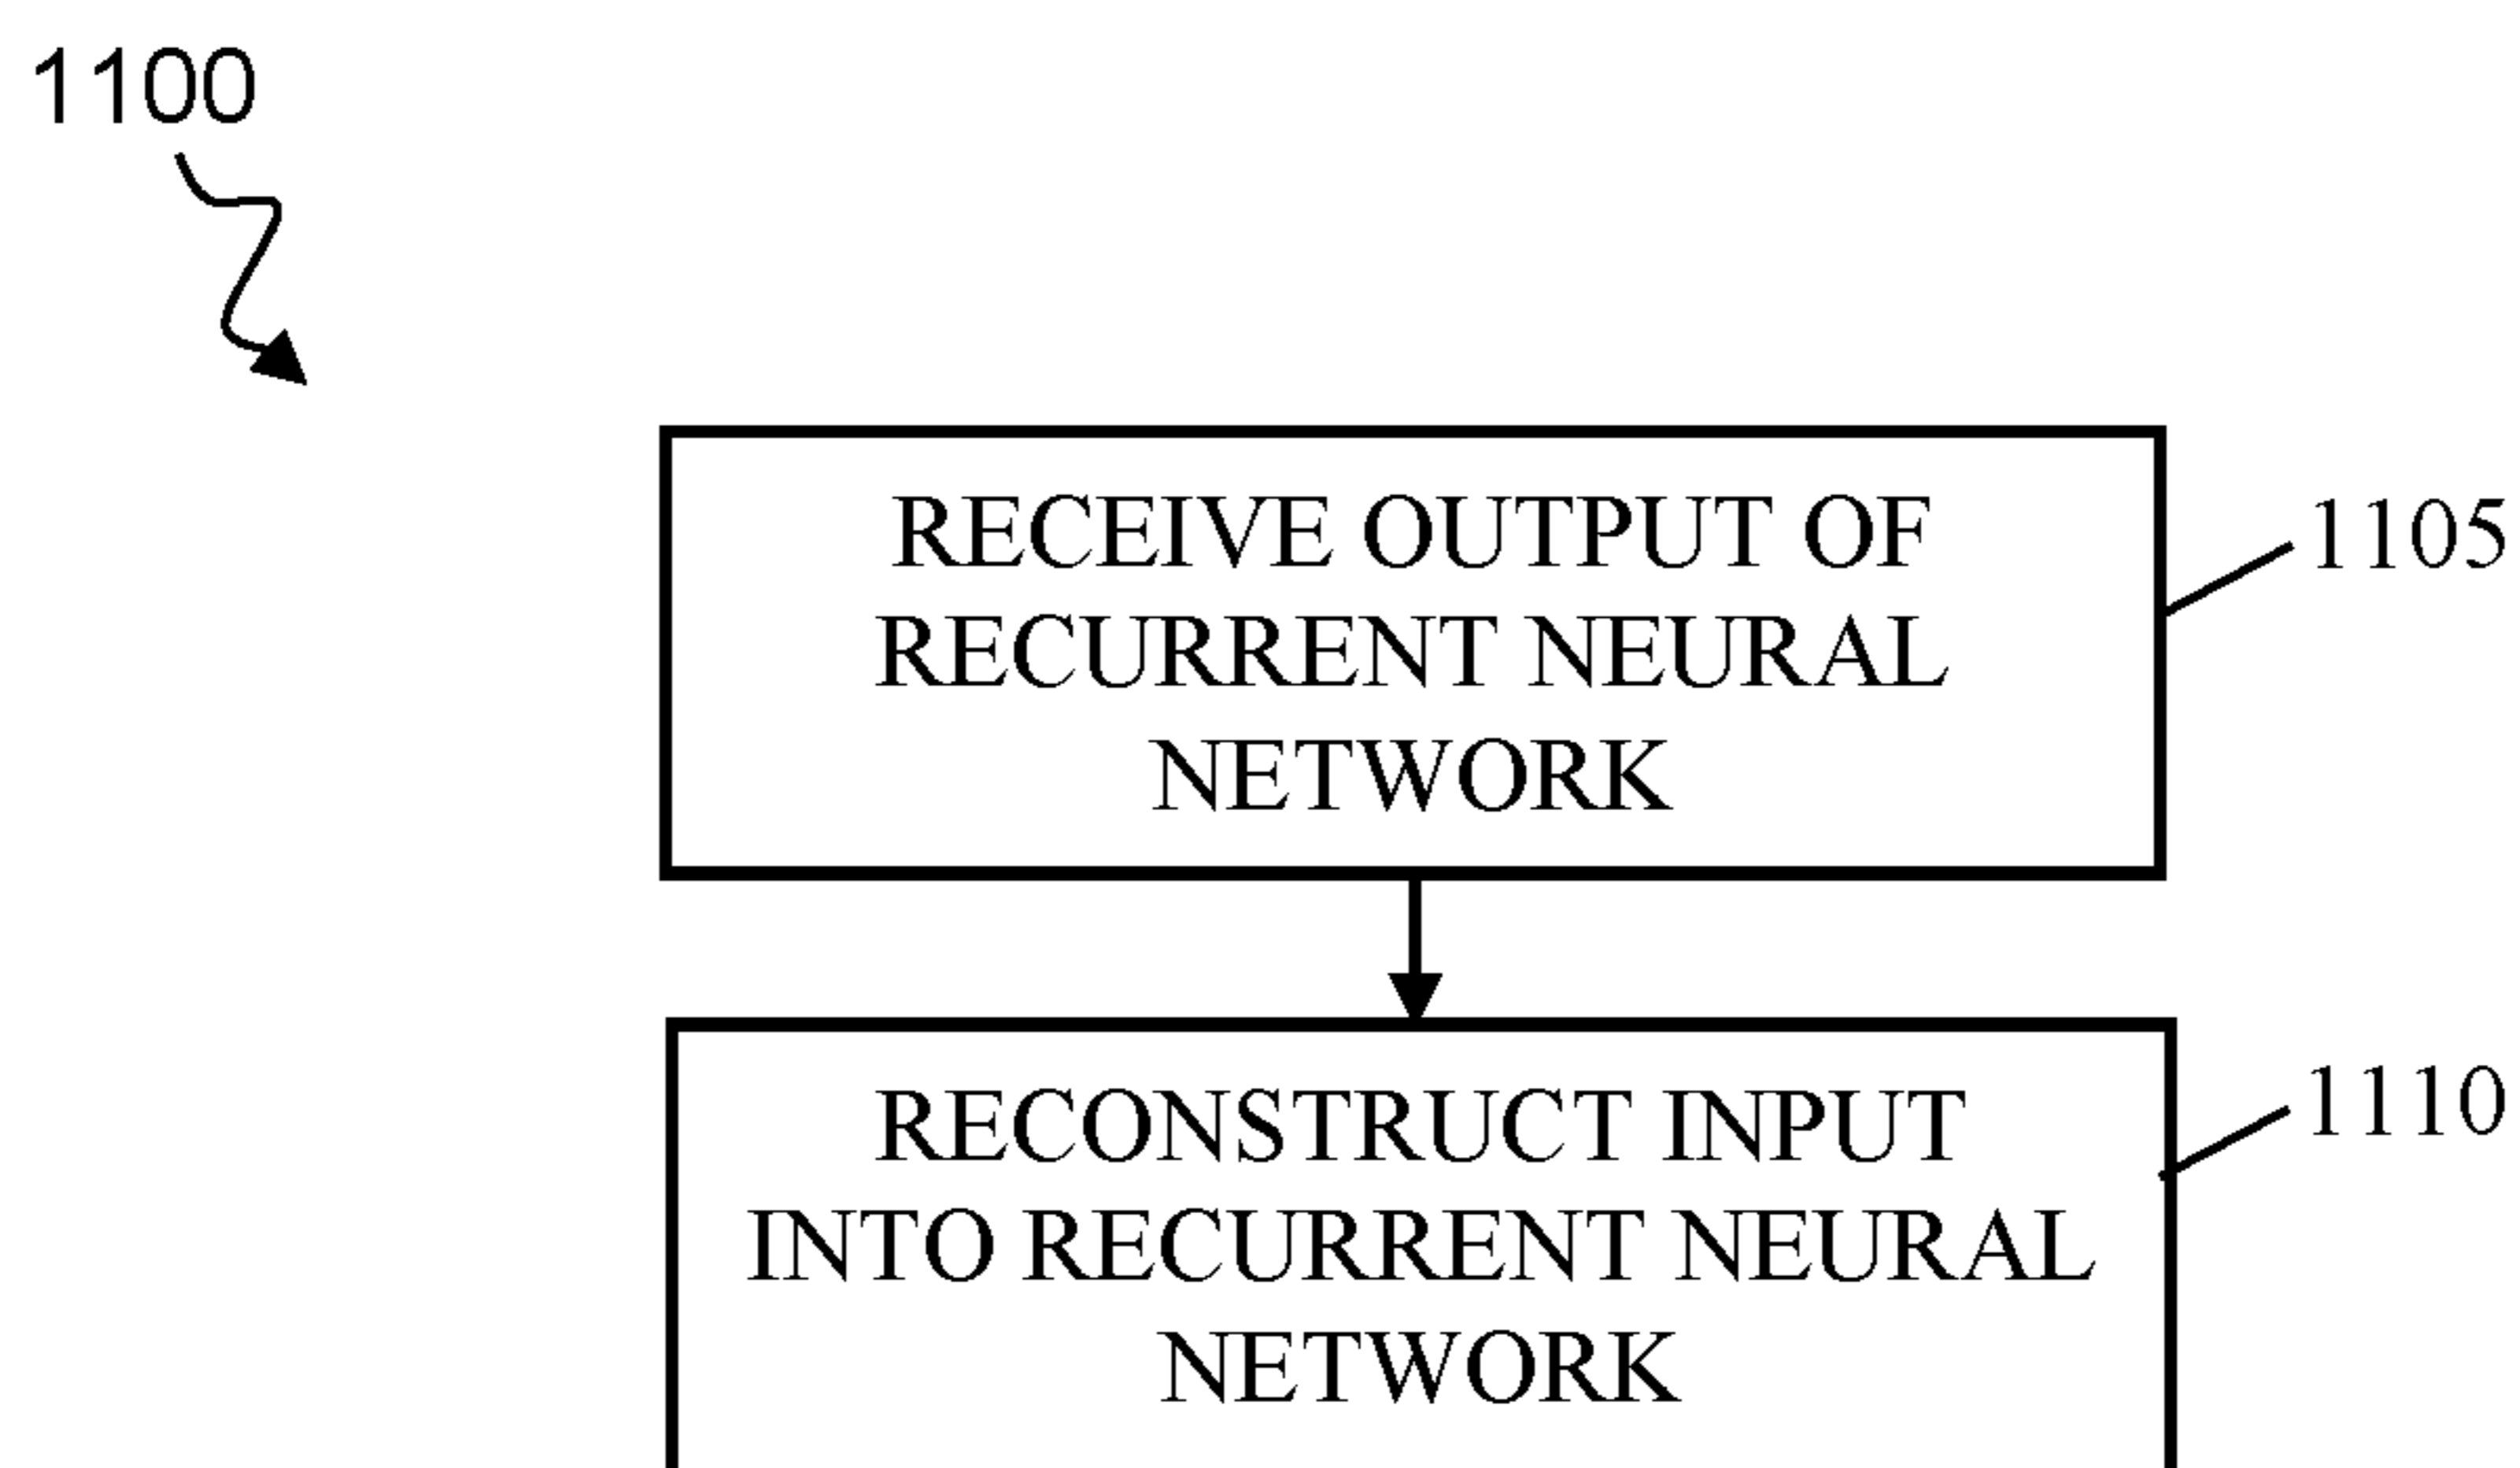 1100
RECEIVE OUTPUT OF
RECURRENT NEURAL
NETWORK
1105
RECONSTRUCT INPUT
INTO RECURRENT NEURAL
NETWORK
1110